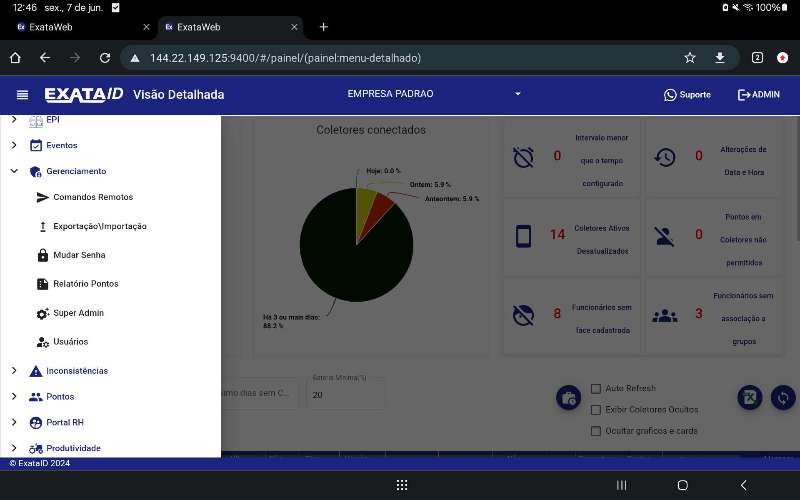 12:46 sex., 7 de jun.
100%
ExataWeb
ExataWeb
144.22.149.125:9400/#/painel/(painel:menu-detalhado)
2
EXATAID Visão Detalhada
EMPRESA PADRAO
Suporte
ADMIN
EPI
Eventos
Gerenciamento
Comandos Remotos
Exportação\Importação
Mudar Senha
Relatório Pontos
Super Admin
Usuários
Inconsistências
Pontos
Portal RH
Produtividade
Coletores conectados
Hoje: 0.0 %
Ontem: 5.9 %
Anteontem: 5.9 %
Há 3 ou mais dias:
88.2 %
0
Intervalo menor
que o tempo
configurado
0
Alterações de
Data e Hora
14
Coletores Ativos
Desatualizados
0
Pontos em
Coletores não
permitidos
8
Funcionários sem
face cadastrada
3
Funcionários sem
associação a
grupos
imo dias sem C...
Bateria Mínima(%)
20
Auto Refresh
Exibir Coletores Ocultos
Ocultar graficos e cards
© ExataID 2024